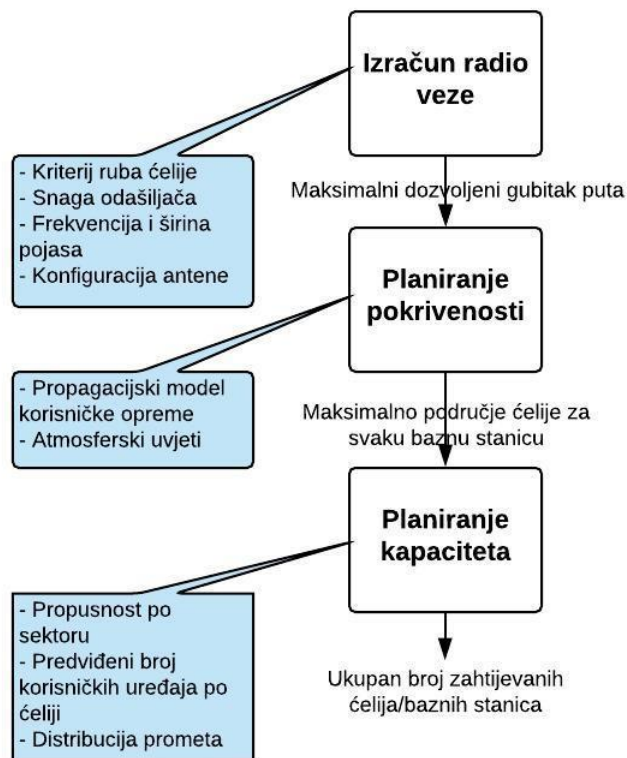 Izračun radio
veze
- Kriterij ruba ćelije
- Snaga odašiljača
- Frekvencija i širina
pojasa
- Konfiguracija antene
Maksimalni dozvoljeni gubitak puta
Planiranje
pokrivenosti
- Propagacijski model
korisničke opreme
- Atmosferski uvjeti
Maksimalno područje ćelije za
svaku baznu stanicu
Planiranje
kapaciteta
- Propusnost po
sektoru
- Predviđeni broj
korisničkih uređaja po
ćeliji
- Distribucija prometa
Ukupan broj zahtijevanih
ćelija/baznih stanica